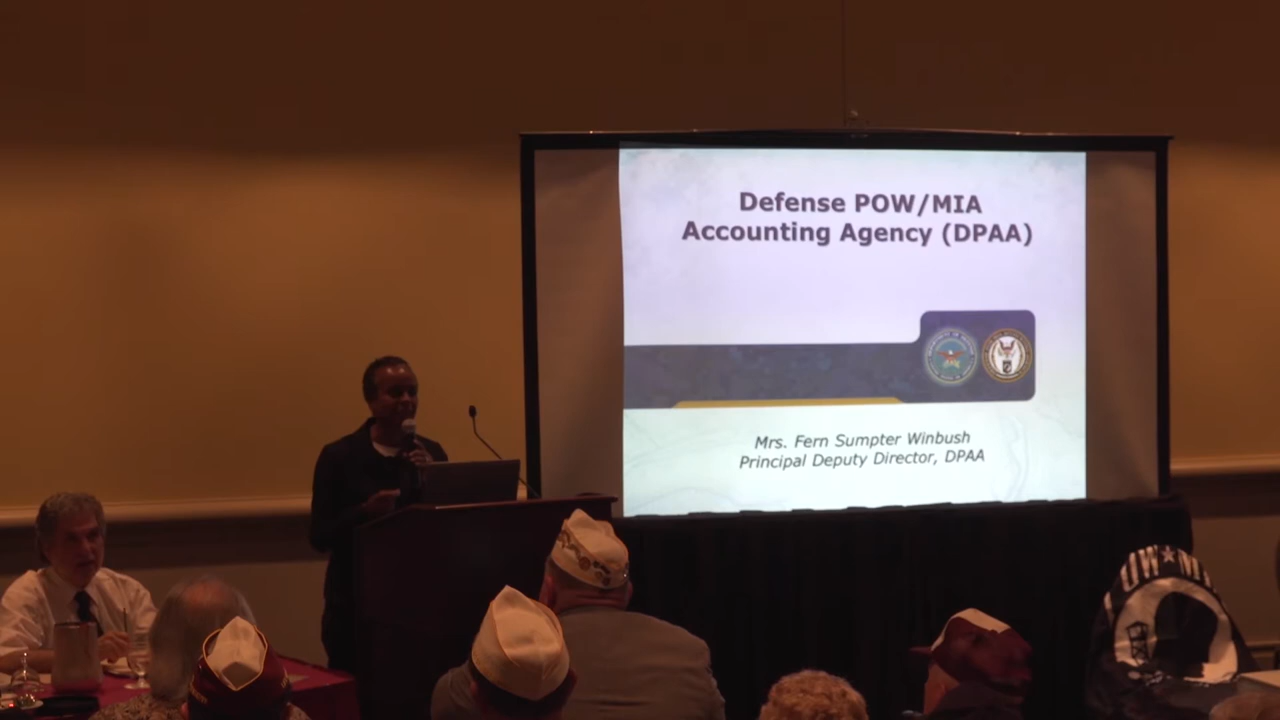 Defense POW/MIA
Accounting Agency (DPAA)
Mrs. Fern Sumpter Winbush
Principal Deputy Director, DPAA